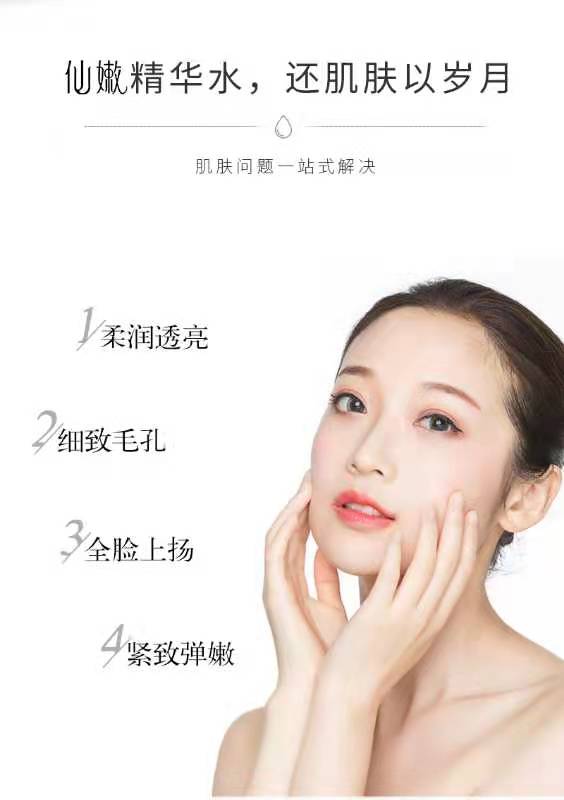 仙嫩精华水，还肌肤以岁月
肌肤问题一站式解决
1 柔润透亮
2 细致毛孔
3 全脸上扬
4 紧致弹嫩